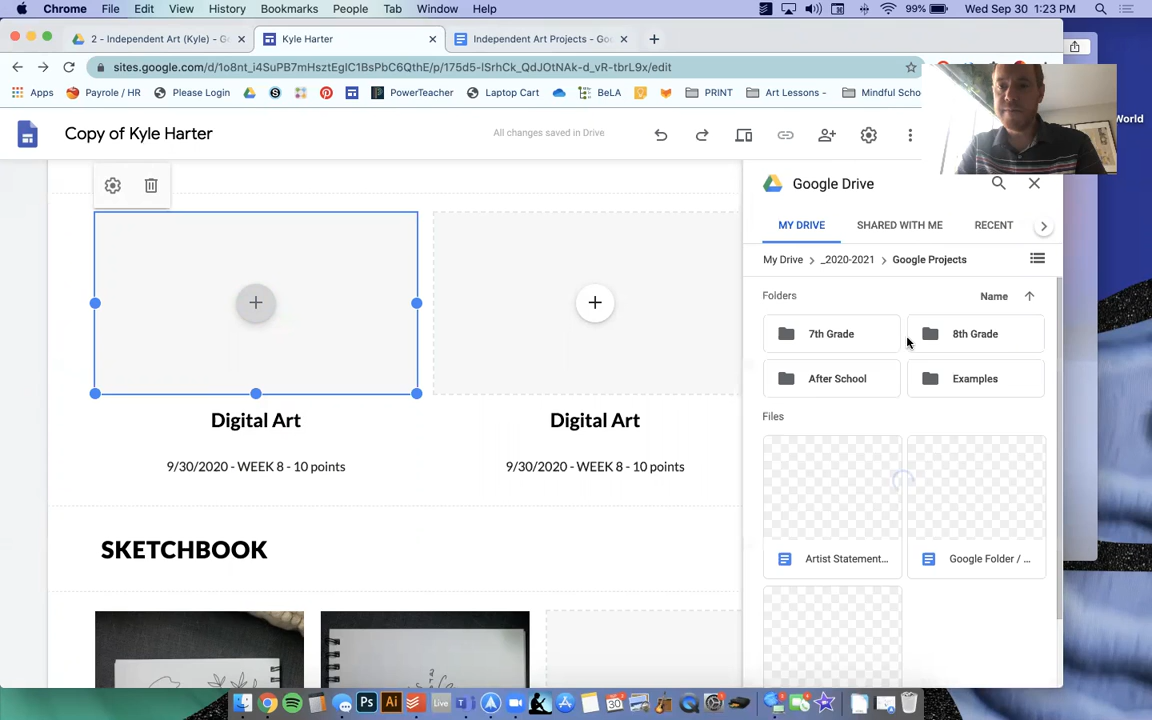 Chrome File Edit View History Bookmarks People Tab Window Help 99% Wed Sep 30 1:23 PM
2 - Independent Art (Kyle) - G Kyle Harter Independent Art Projects - Goo
sites.google.com/d/1o8nt_i4SuPB7mHsztEgIC1BsPbC6QthE/p/175d5-lSrhCk_QdJOtNAk-d_vR-tbrL9x/edit
Apps Payrole / HR Please Login PowerTeacher Laptop Cart BeLA PRINT Art Lessons - Mindful Scho
World
Copy of Kyle Harter All changes saved in Drive
Google Drive
MY DRIVE SHARED WITH ME RECENT
My Drive _2020-2021 Google Projects
Folders Name
7th Grade 8th Grade
After School Examples
Files
Artist Statement... Google Folder / ...
Digital Art Digital Art
9/30/2020 - WEEK 8 - 10 points 9/30/2020 - WEEK 8 - 10 points
SKETCHBOOK